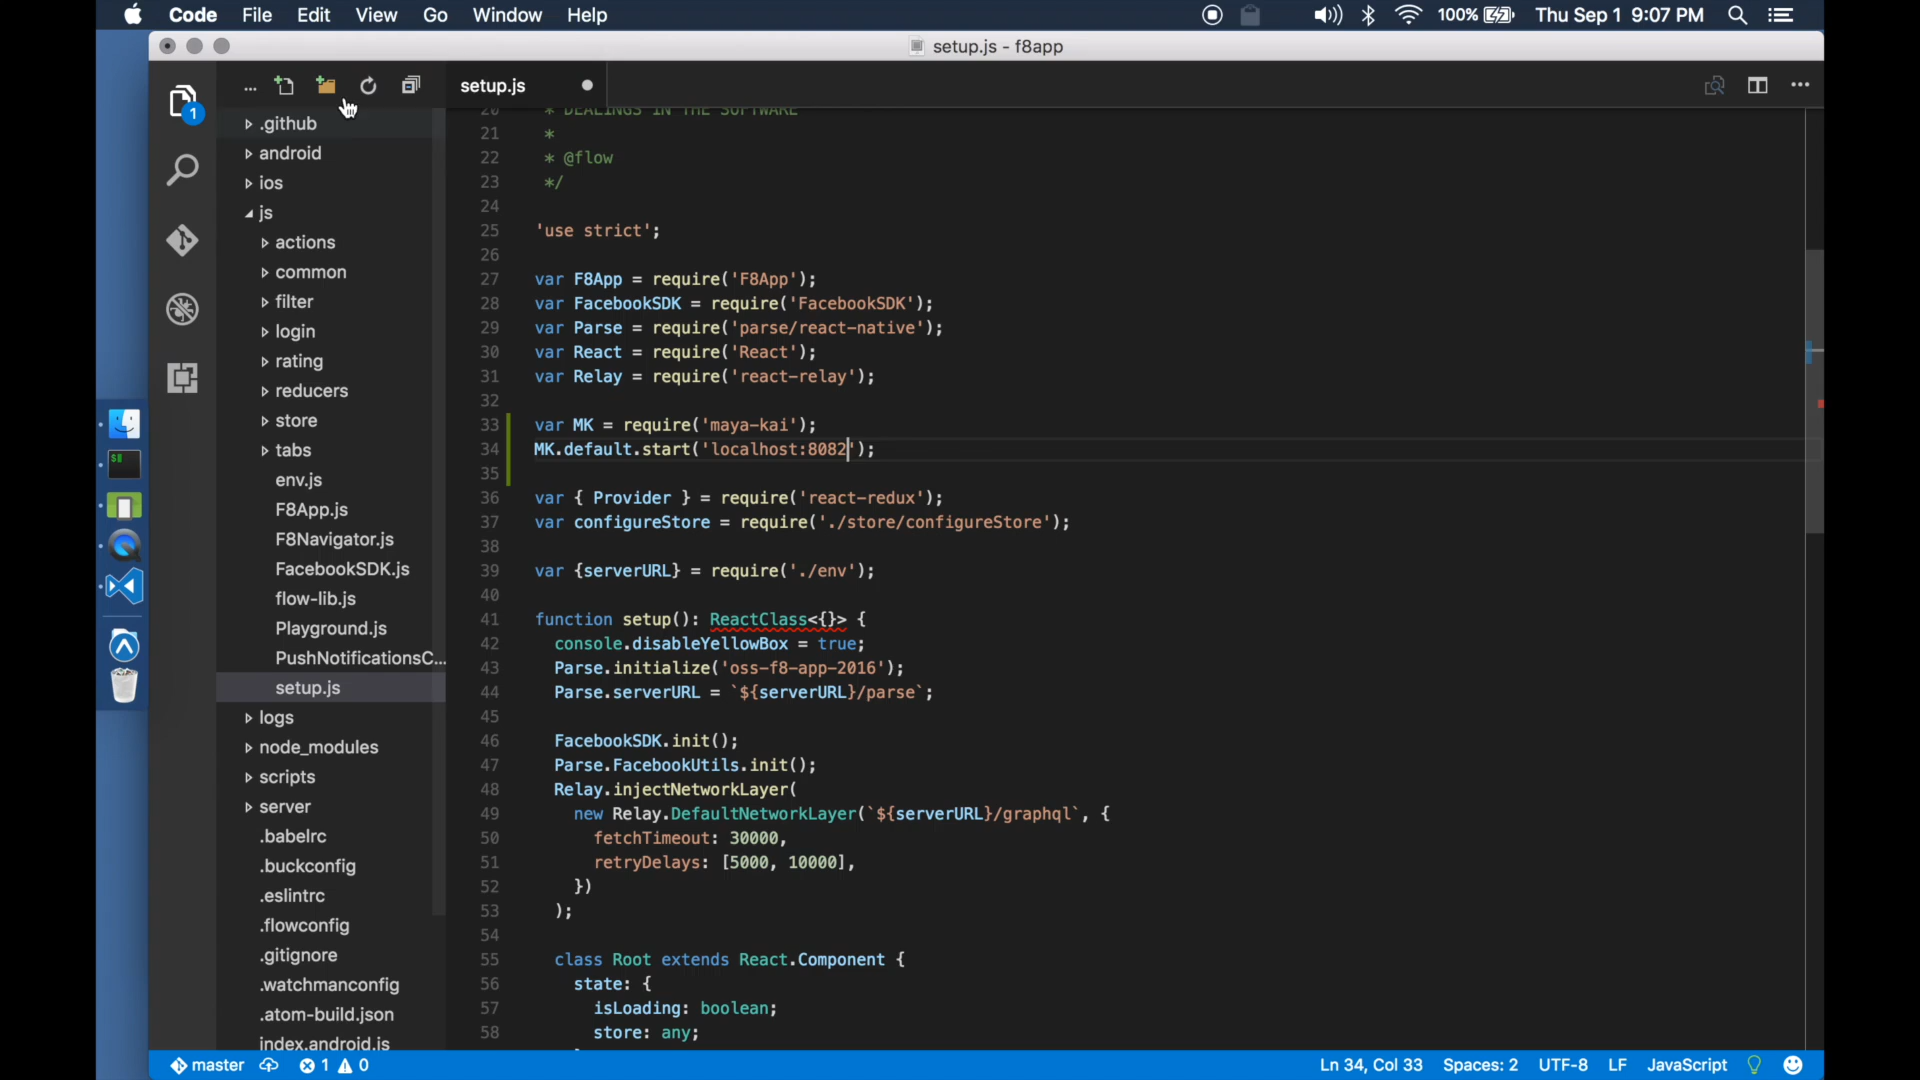 Code File Edit View Go Window Help 100% Thu Sep 1 9:07 PM
setup.js - f8app
... setup.js
1
.github
android
ios
js
actions
common
filter
login
rating
reducers
store
tabs
env.js
F8App.js
F8Navigator.js
FacebookSDK.js
flow-lib.js
Playground.js
PushNotificationsC...
setup.js
logs
node_modules
scripts
server
.babelrc
.buckconfig
.eslintrc
.flowconfig
.gitignore
.watchmanconfig
.atom-build.json
index.android.js
20 * DEALINGS IN THE SOFTWARE
21 *
22 * @flow
23 */
24
25 'use strict';
26
27 var F8App = require('F8App');
28 var FacebookSDK = require('FacebookSDK');
29 var Parse = require('parse/react-native');
30 var React = require('React');
31 var Relay = require('react-relay');
32
33 var MK = require('maya-kai');
34 MK.default.start('localhost:8082');
35
36 var { Provider } = require('react-redux');
37 var configureStore = require('./store/configureStore');
38
39 var {serverURL} = require('./env');
40
41 function setup(): ReactClass<{}> {
42 console.disableYellowBox = true;
43 Parse.initialize('oss-f8-app-2016');
44 Parse.serverURL = `${serverURL}/parse`;
45
46 FacebookSDK.init();
47 Parse.FacebookUtils.init();
48 Relay.injectNetworkLayer(
49 new Relay.DefaultNetworkLayer(`${serverURL}/graphql`, {
50 fetchTimeout: 30000,
51 retryDelays: [5000, 10000],
52 })
53 );
54
55 class Root extends React.Component {
56 state: {
57 isLoading: boolean;
58 store: any;
master 1 0 Ln 34, Col 33 Spaces: 2 UTF-8 LF JavaScript